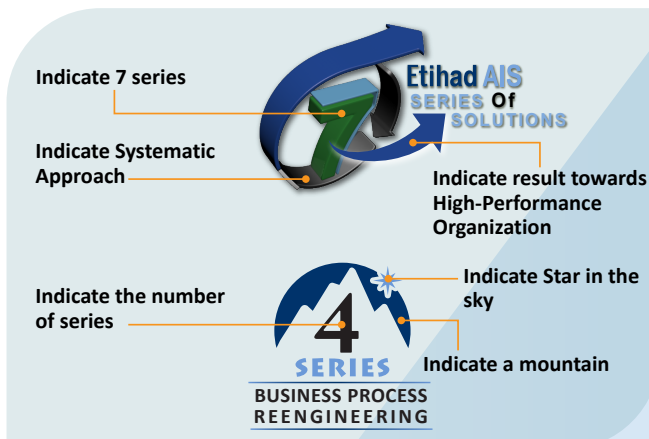 Indicate 7 series
7
Etihad AIS
SERIES Of
SOLUTIONS
Indicate Systematic
Approach
Indicate result towards
High-Performance
Organization
Indicate the number
of series
Indicate Star in the
sky
4
SERIES
Indicate a mountain
BUSINESS PROCESS
REENGINEERING